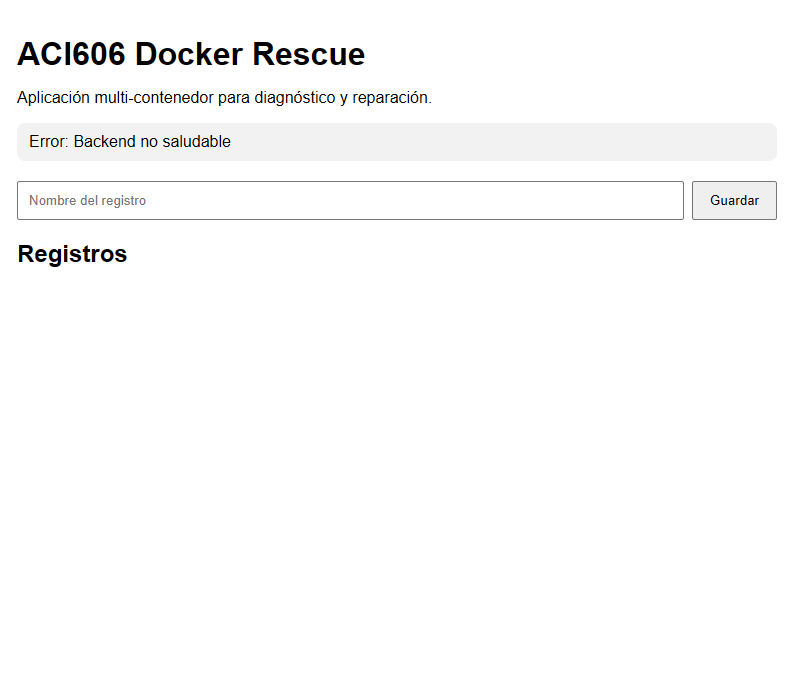 ACI606 Docker Rescue
Aplicación multi-contenedor para diagnóstico y reparación.
Error: Backend no saludable
Nombre del registro
Guardar
Registros